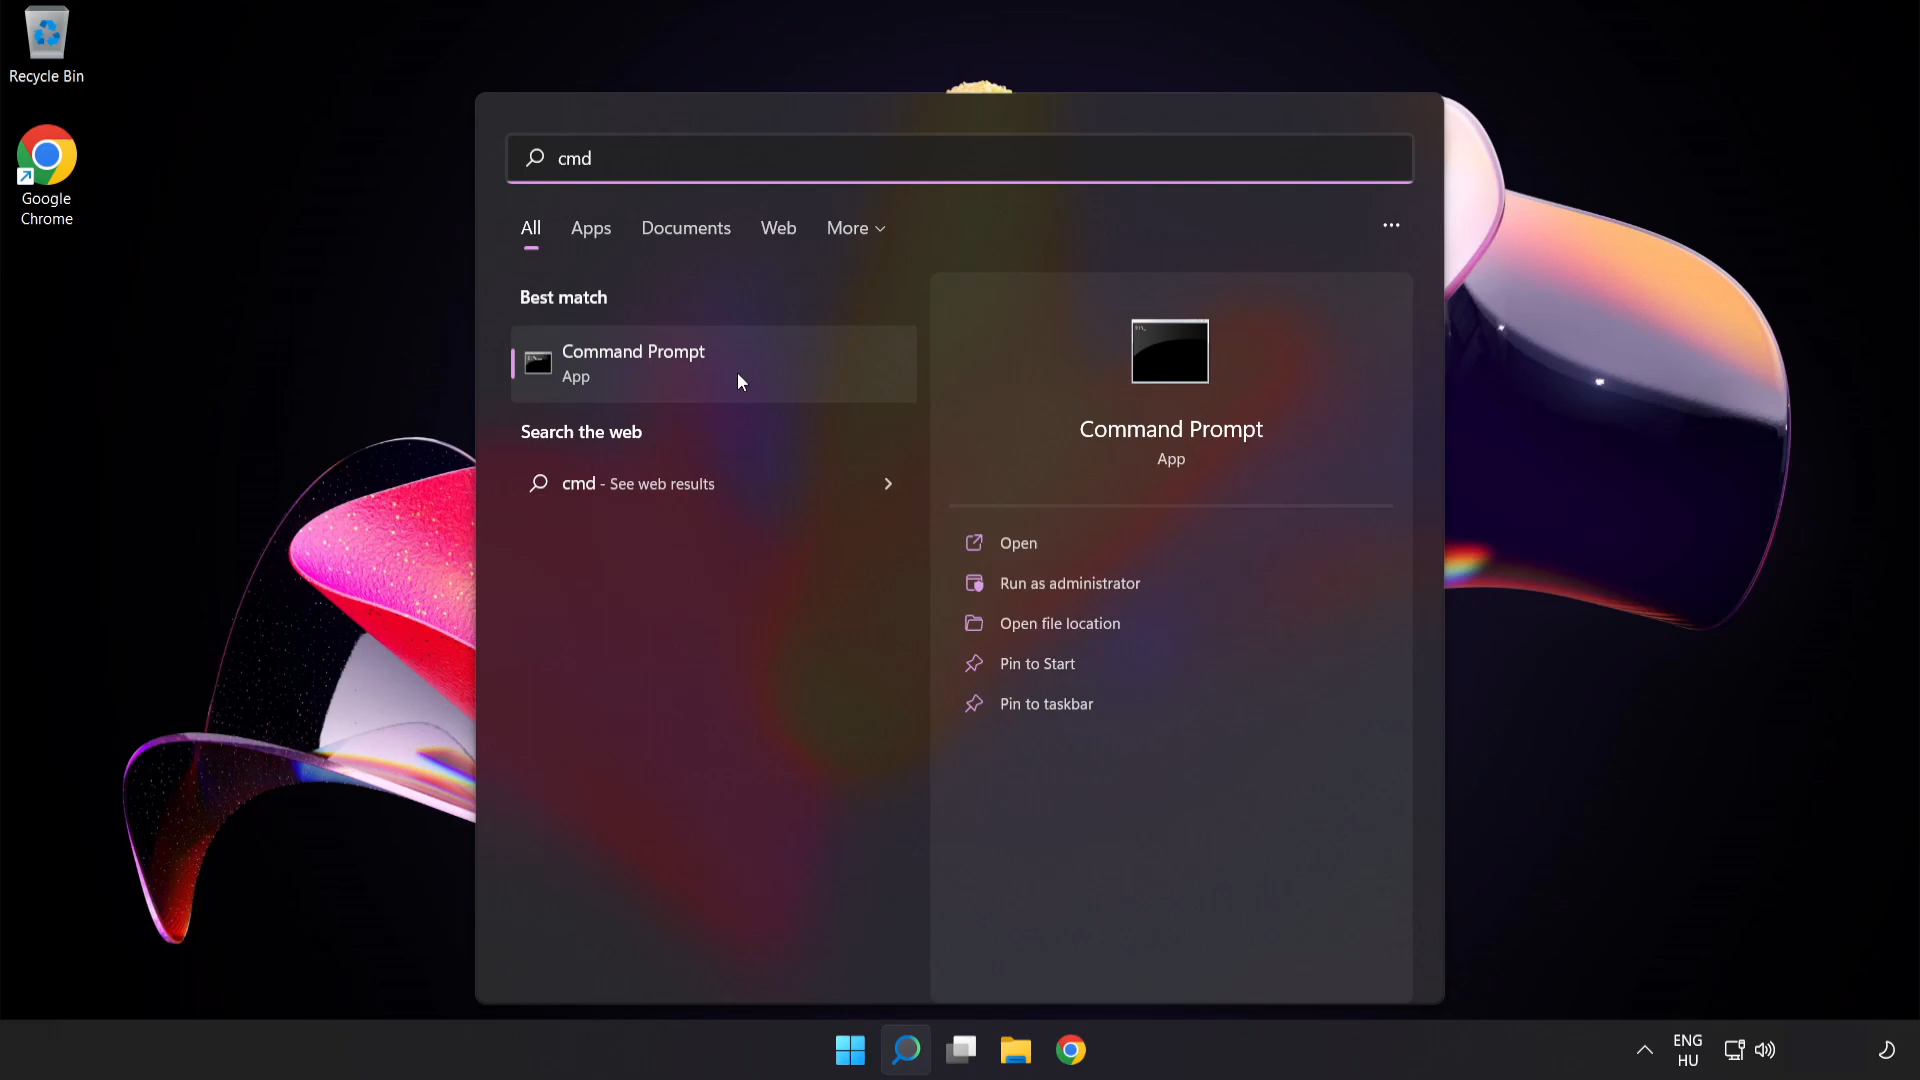 Recycle Bin
Google
Chrome
cmd
All
Apps
Documents
Web
More
Best match
Command Prompt
App
Search the web
cmd - See web results
Command Prompt
App
Open
Run as administrator
Open file location
Pin to Start
Pin to taskbar
ENG
HU